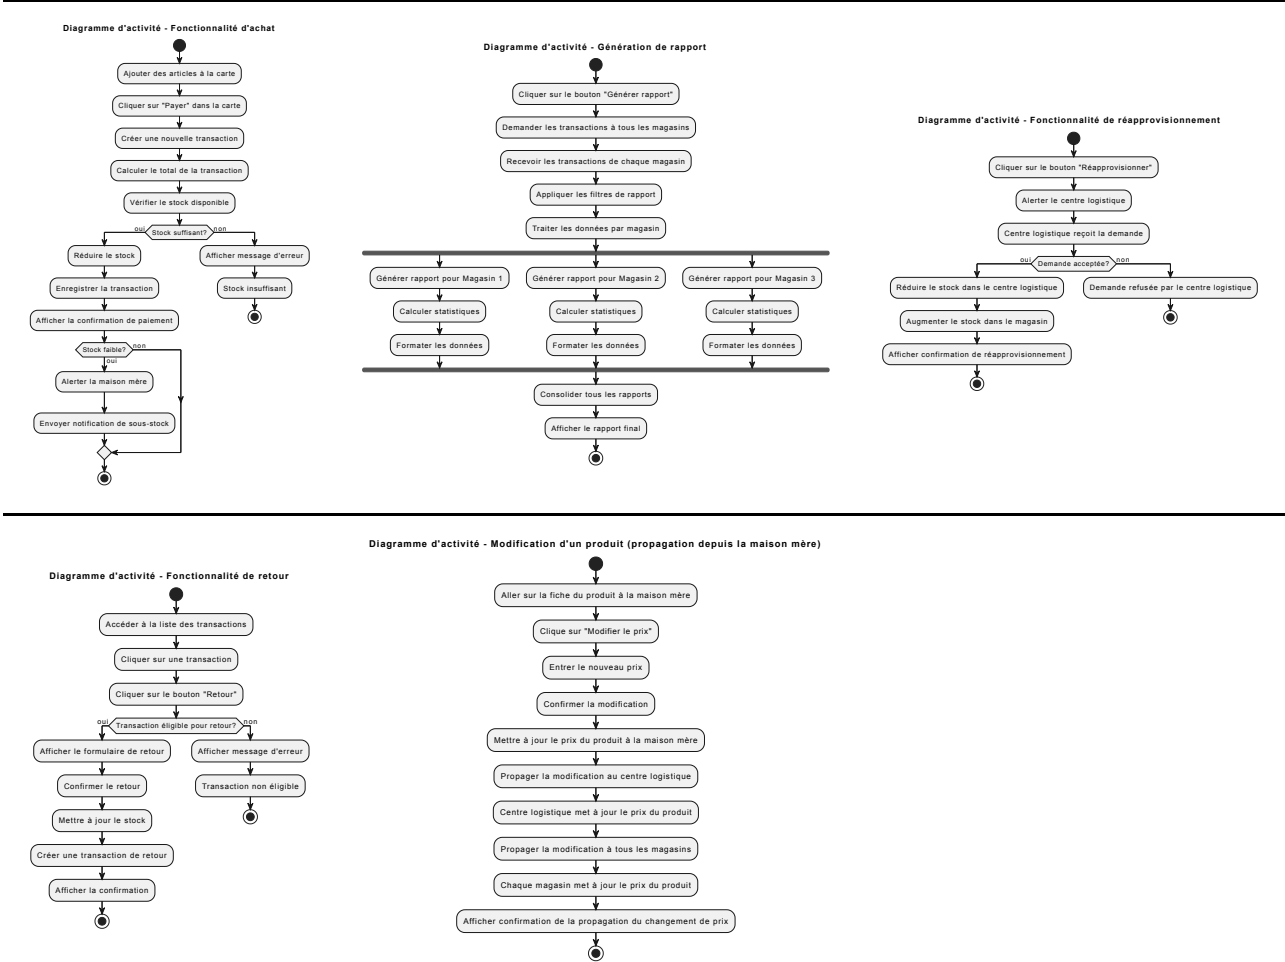 Diagramme d'activité - Fonctionnalité d'achat
Ajouter des articles à la carte
Cliquer sur "Payer" dans la carte
Créer une nouvelle transaction
Calculer le total de la transaction
Vérifier le stock disponible
oui
Stock suffisant?
non
Réduire le stock
Afficher message d'erreur
Enregistrer la transaction
Stock insuffisant
Afficher la confirmation de paiement
Stock faible?
non
oui
Alerter la maison mère
Envoyer notification de sous-stock
Diagramme d'activité - Génération de rapport
Cliquer sur le bouton "Générer rapport"
Demander les transactions à tous les magasins
Recevoir les transactions de chaque magasin
Appliquer les filtres de rapport
Traiter les données par magasin
Générer rapport pour Magasin 1
Générer rapport pour Magasin 2
Générer rapport pour Magasin 3
Calculer statistiques
Calculer statistiques
Calculer statistiques
Formater les données
Formater les données
Formater les données
Consolider tous les rapports
Afficher le rapport final
Diagramme d'activité - Fonctionnalité de réapprovisionnement
Cliquer sur le bouton "Réapprovisionner"
Alerter le centre logistique
Centre logistique reçoit la demande
oui
Demande acceptée?
non
Réduire le stock dans le centre logistique
Demande refusée par le centre logistique
Augmenter le stock dans le magasin
Afficher confirmation de réapprovisionnement
Diagramme d'activité - Fonctionnalité de retour
Accéder à la liste des transactions
Cliquer sur une transaction
Cliquer sur le bouton "Retour"
oui
Transaction éligible pour retour?
non
Afficher le formulaire de retour
Afficher message d'erreur
Confirmer le retour
Transaction non éligible
Mettre à jour le stock
Créer une transaction de retour
Afficher la confirmation
Diagramme d'activité - Modification d'un produit (propagation depuis la maison mère)
Aller sur la fiche du produit à la maison mère
Clique sur "Modifier le prix"
Entrer le nouveau prix
Confirmer la modification
Mettre à jour le prix du produit à la maison mère
Propager la modification au centre logistique
Centre logistique met à jour le prix du produit
Propager la modification à tous les magasins
Chaque magasin met à jour le prix du produit
Afficher confirmation de la propagation du changement de prix